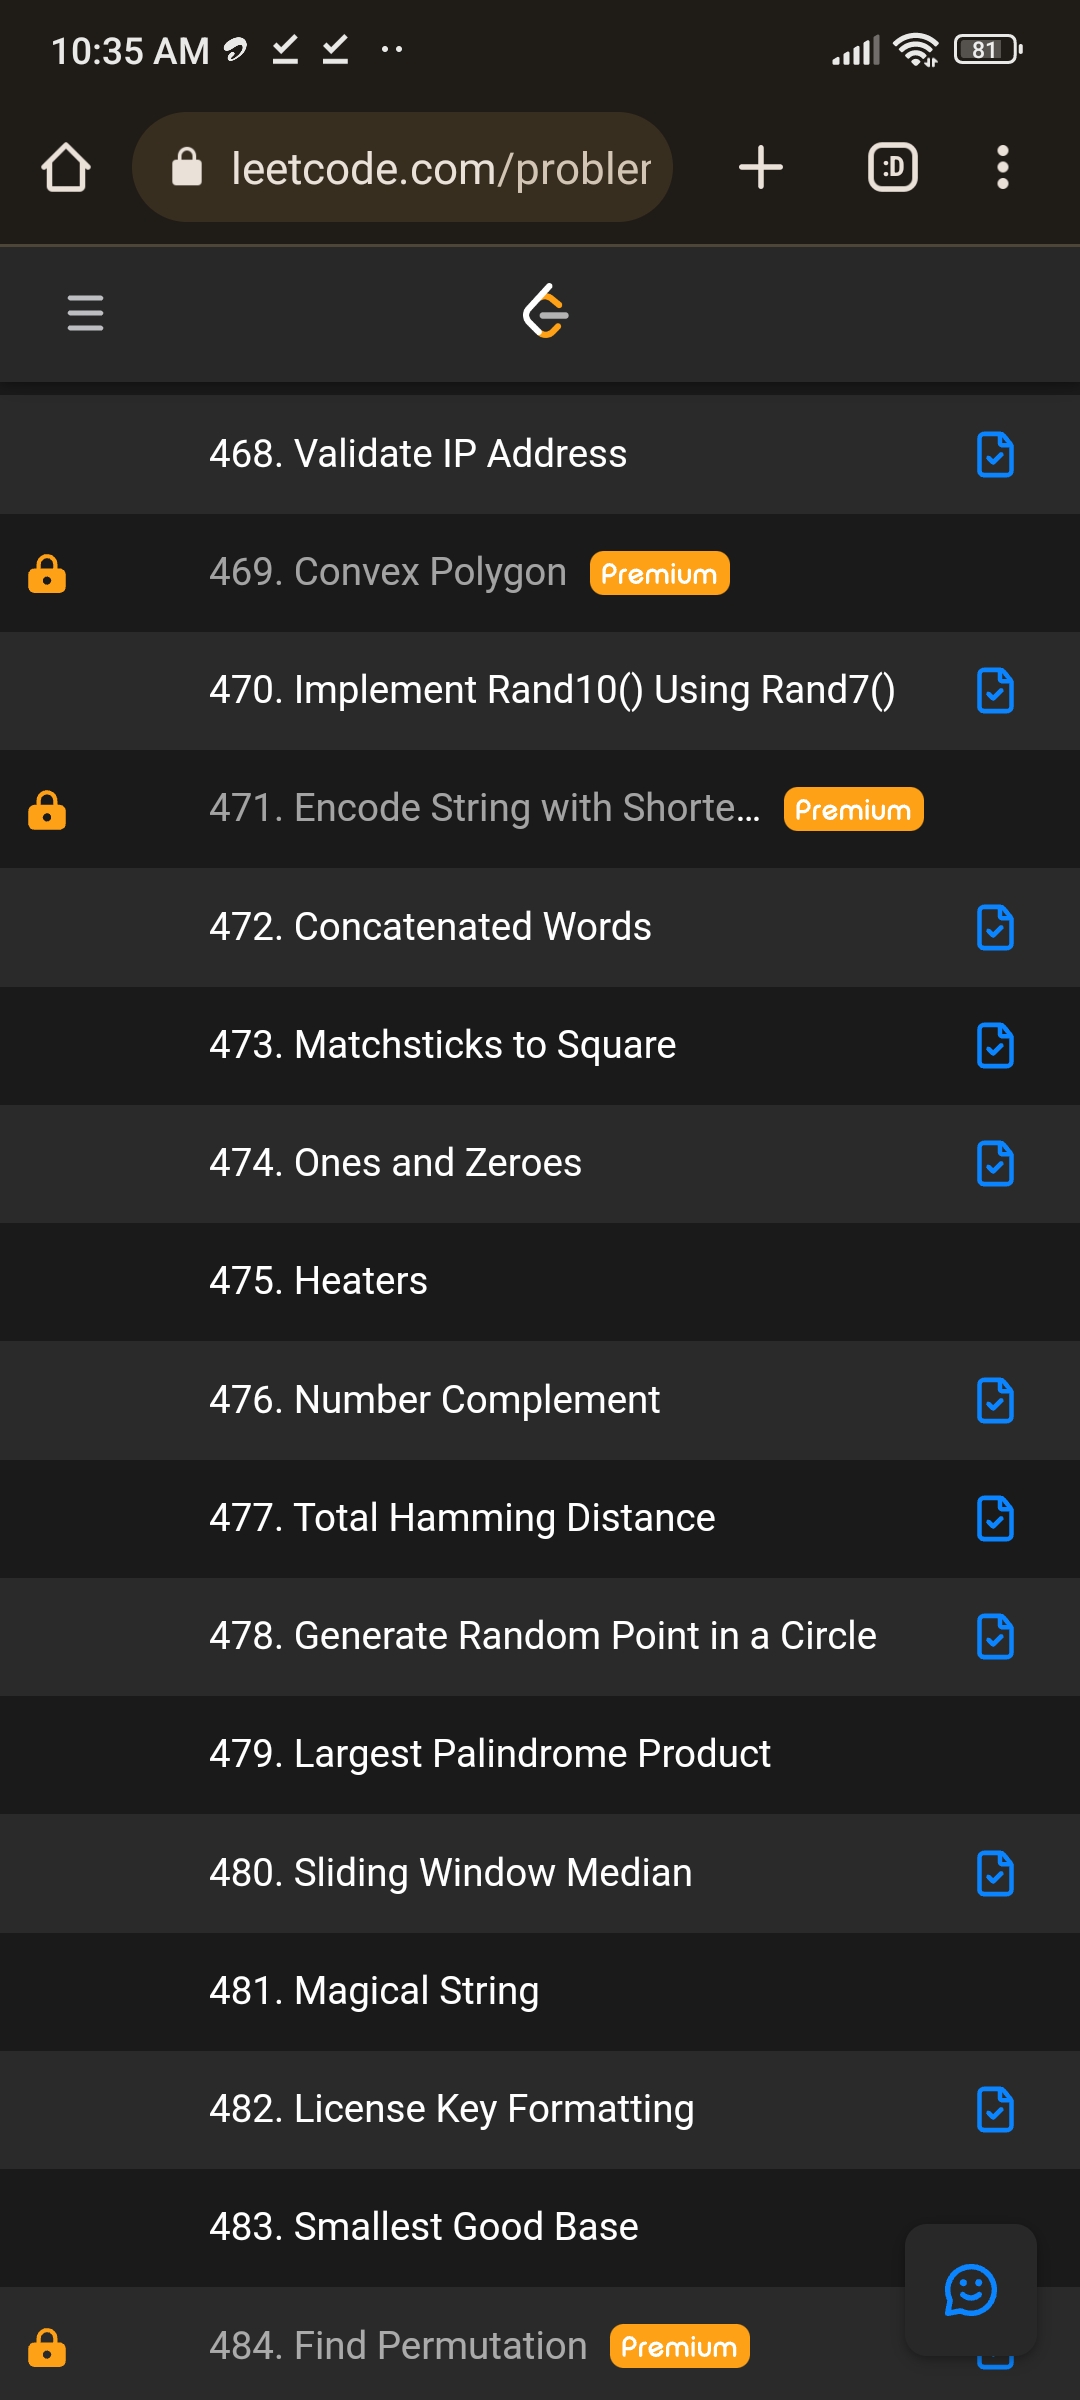 10:35 AM
81
leetcode.com/probler
:D
468. Validate IP Address
469. Convex Polygon Premium
470. Implement Rand10() Using Rand7()
471. Encode String with Shorte... Premium
472. Concatenated Words
473. Matchsticks to Square
474. Ones and Zeroes
475. Heaters
476. Number Complement
477. Total Hamming Distance
478. Generate Random Point in a Circle
479. Largest Palindrome Product
480. Sliding Window Median
481. Magical String
482. License Key Formatting
483. Smallest Good Base
484. Find Permutation Premium